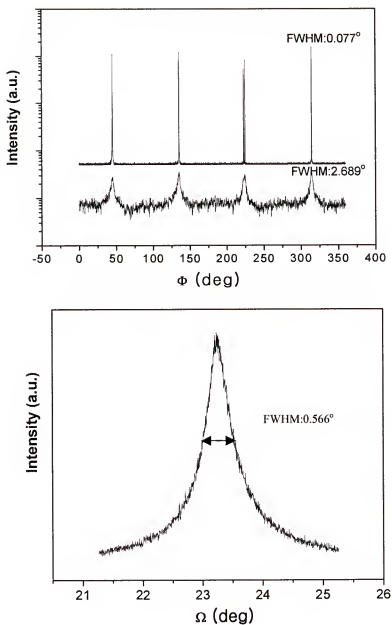 Intensity (a.u.)
FWHM:0.077°
FWHM:2.689°
-50 0 50 100 150 200 250 300 350 400
Φ (deg)
Intensity (a.u.)
FWHM:0.566°
21 22 23 24 25 26
Ω (deg)